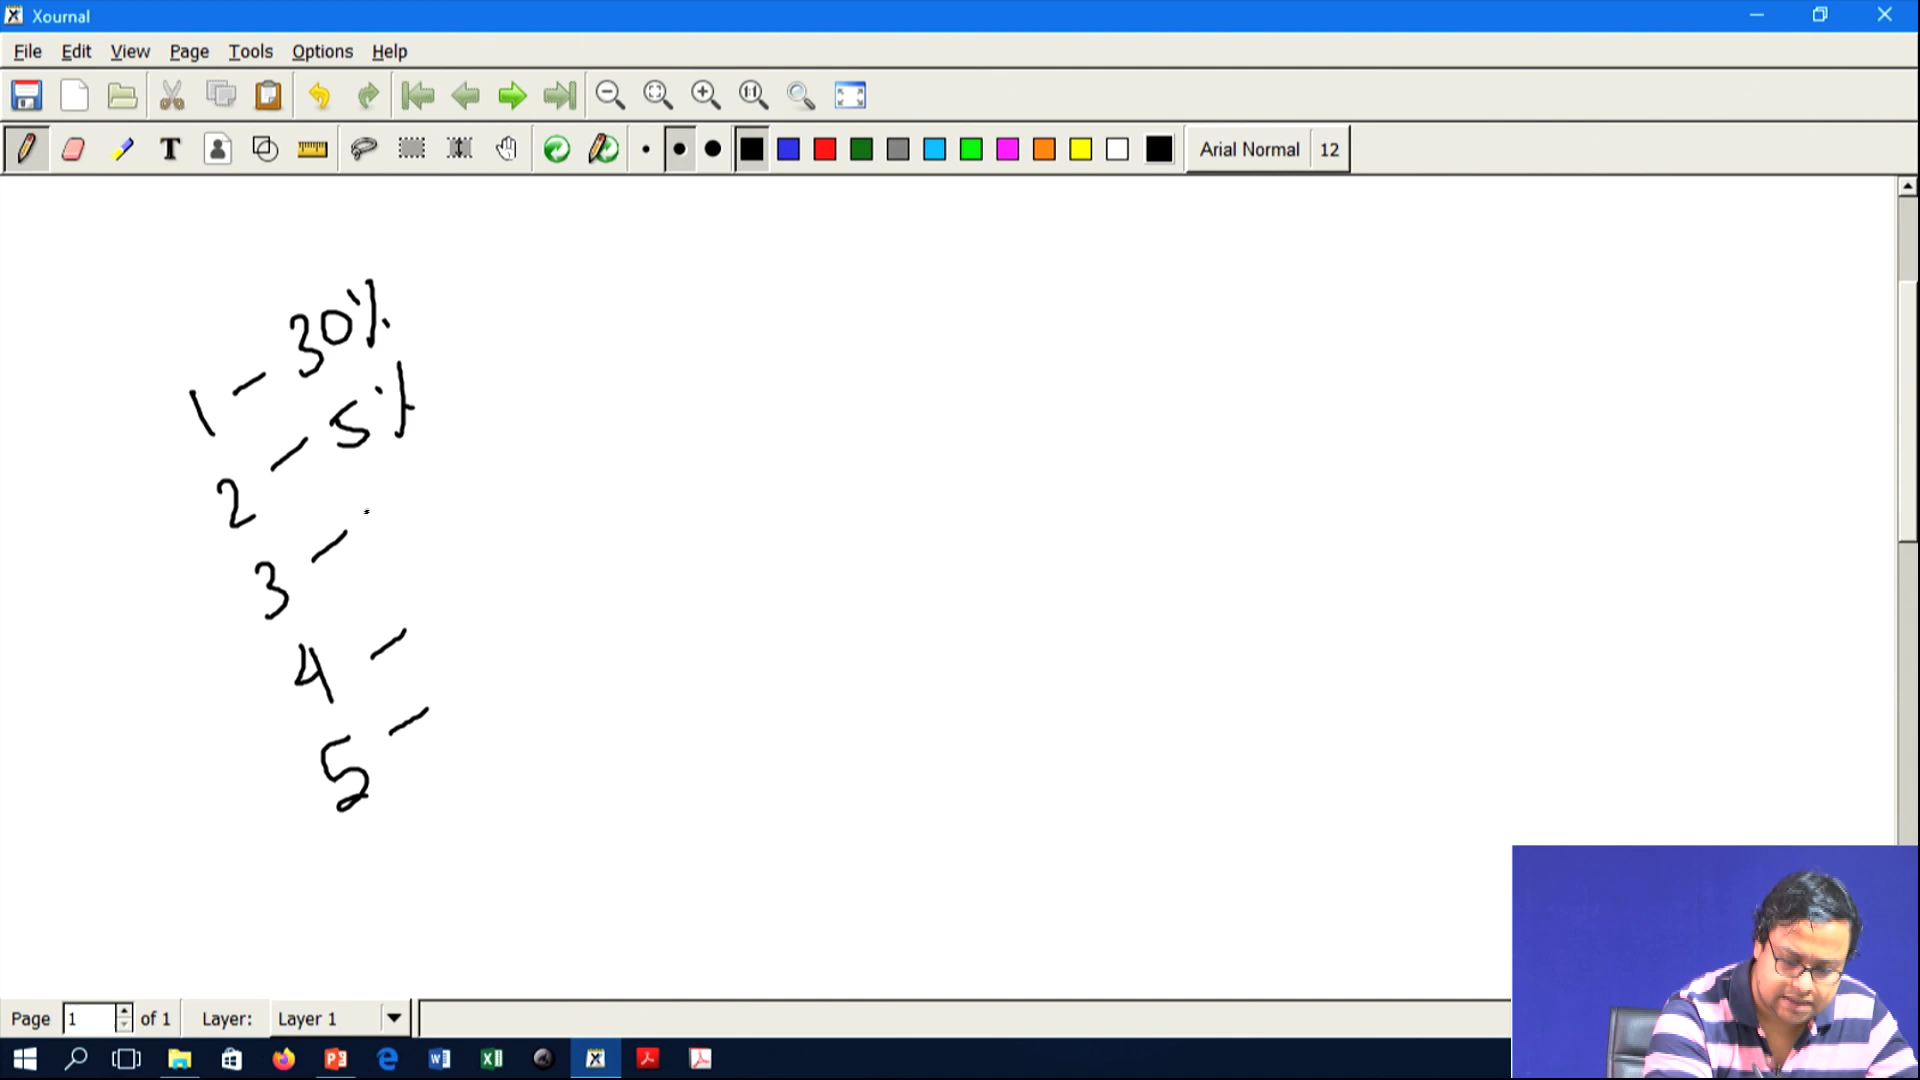 Xournal
File Edit View Page Tools Options Help
T Arial Normal 12
1 - 30%
2 - 5%
3 -
4 -
5 -
Page 1 of 1 Layer: Layer 1